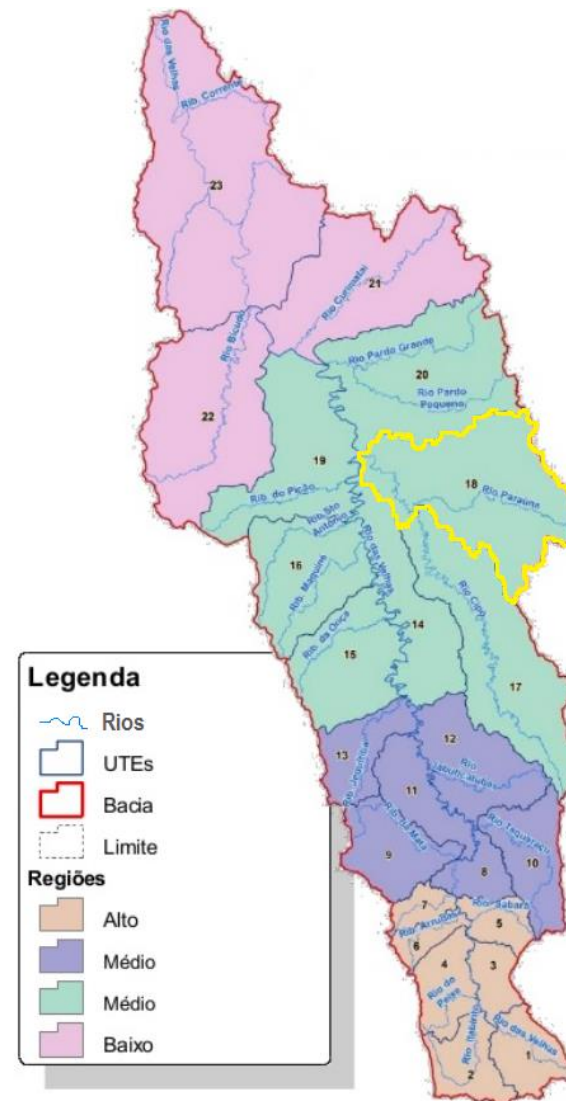 Rio das Velhas
Rib. Corrente
23
21
Rio Curimataí
Rio Bicudo
Rio Pardo Grande
20
Rio Pardo
Pequeno
22
19
18
Rio Paraúna
Rib. do Picão
Rib. Sto
Antônio
Rio das Velhas
16
Rib. Maquiné
Rio Cipó
14
Rib. da Onça
15
17
12
13
Rib. Jequitibá
Rio
Jabuticatubas
11
Rib. da Mata
Rio Taquaraçu
9
8
10
7
Rio Sabará
5
Rib. Arrudas
6
4
3
Rio do
Peixe
Rio Itabirito
Rio das Velhas
1
2
Legenda
Rios
UTEs
Bacia
Limite
Regiões
Alto
Médio
Médio
Baixo